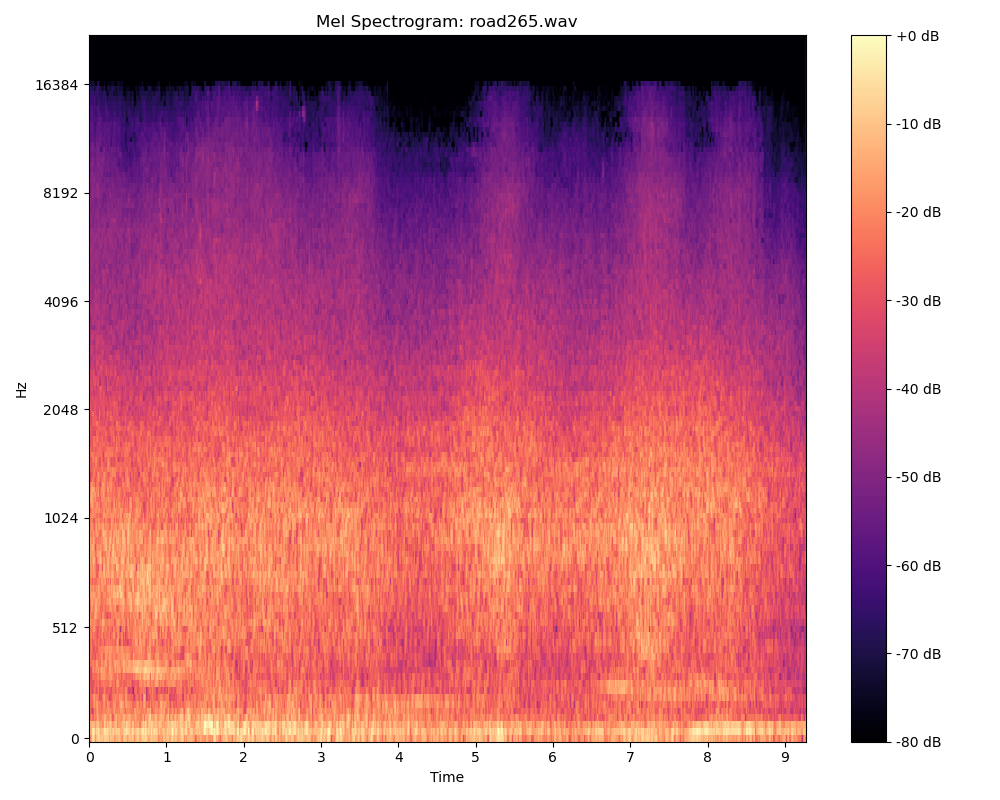 Mel Spectrogram: road265.wav
Hz
16384
8192
4096
2048
1024
512
0
0 1 2 3 4 5 6 7 8 9
Time
+0 dB
-10 dB
-20 dB
-30 dB
-40 dB
-50 dB
-60 dB
-70 dB
-80 dB